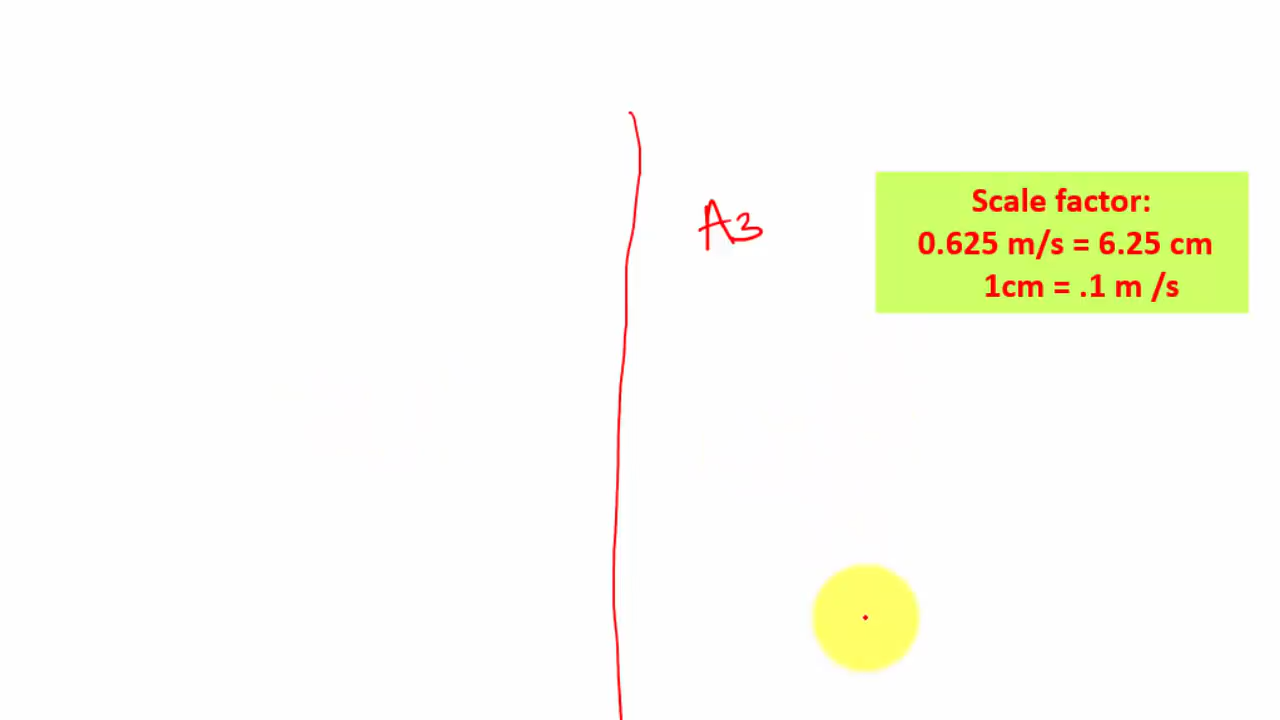 A3
Scale factor:
0.625 m/s = 6.25 cm
1cm = .1 m /s